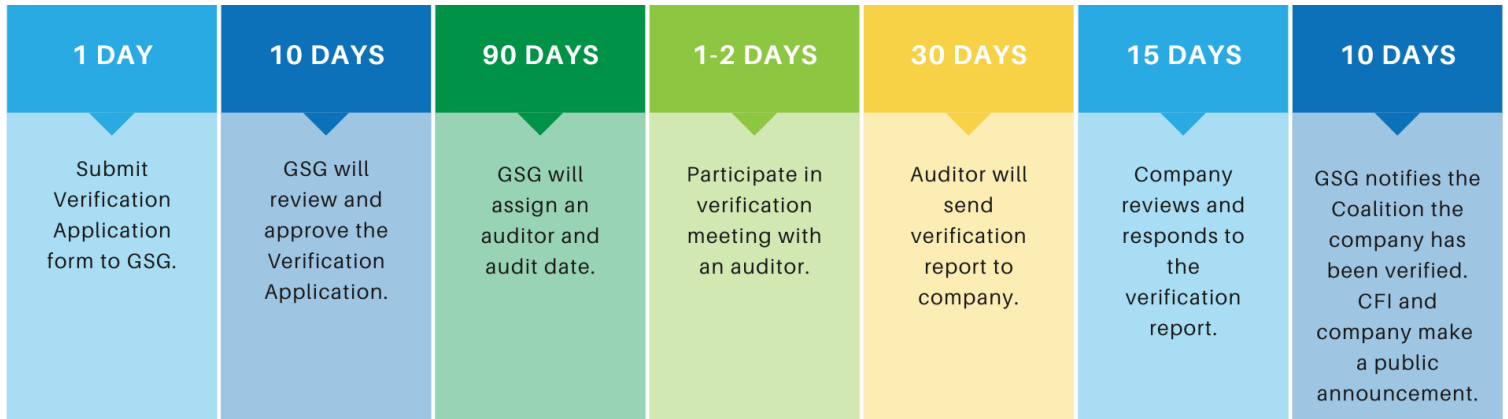 1 DAY
Submit
Verification
Application
form to GSG.
10 DAYS
GSG will
review and
approve the
Verification
Application.
90 DAYS
GSG will
assign an
auditor and
audit date.
1-2 DAYS
Participate in
verification
meeting with
an auditor.
30 DAYS
Auditor will
send
verification
report to
company.
15 DAYS
Company
reviews and
responds to
the
verification
report.
10 DAYS
GSG notifies the
Coalition the
company has
been verified.
CFI and
company make
a public
announcement.